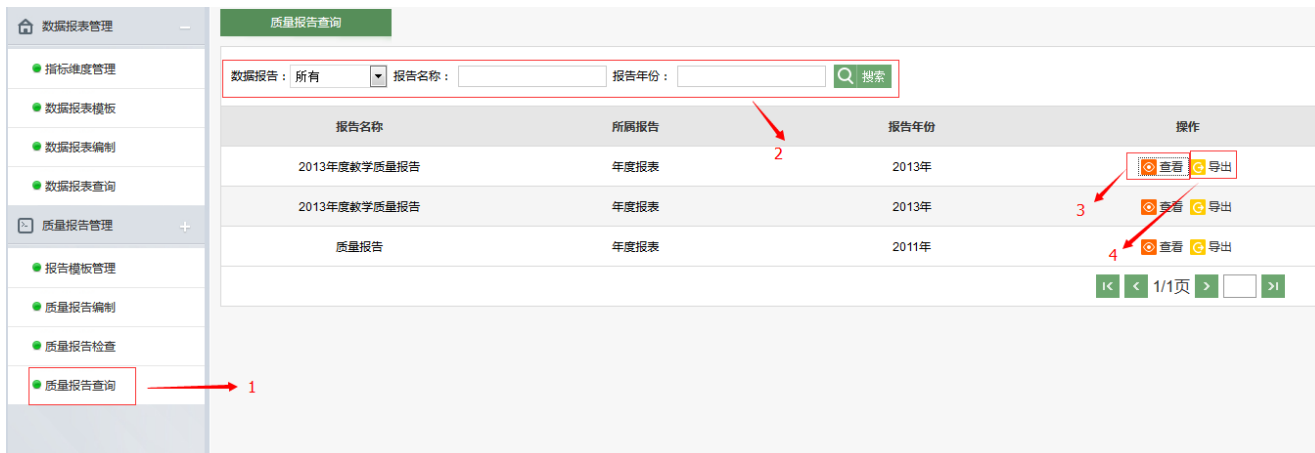 数据报表管理
指标维度管理
数据报表模板
数据报表编制
数据报表查询
质量报告管理
报告模板管理
质量报告编制
质量报告检查
质量报告查询
1
质量报告查询
数据报告： 所有 报告名称： 报告年份： 搜索
2
报告名称 所属报告 报告年份 操作
2013年度教学质量报告 年度报表 2013年 查看 导出
3
2013年度教学质量报告 年度报表 2013年 查看 导出
4
质量报告 年度报表 2011年 查看 导出
1/1页